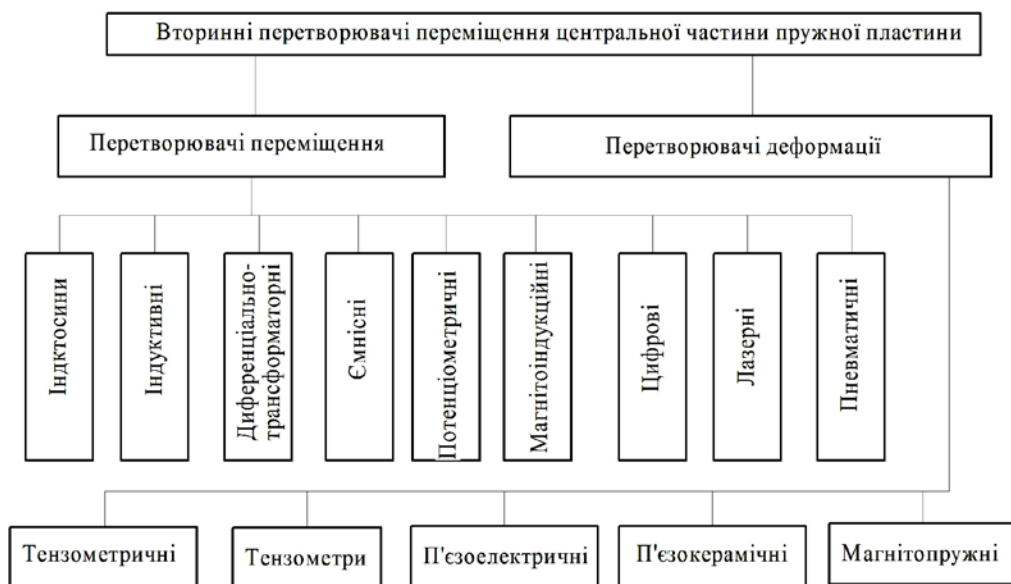 Вторинні перетворювачі переміщення центральної частини пружної пластини
Перетворювачі переміщення
Перетворювачі деформації
Індктосини
Індуктивні
Диференціально-
трансформаторні
Ємнісні
Потенціометричні
Магнітоіндукційні
Цифрові
Лазерні
Пневматичні
Тензометричні
Тензометри
П'єзоелектричні
П'єзокерамічні
Магнітопружні